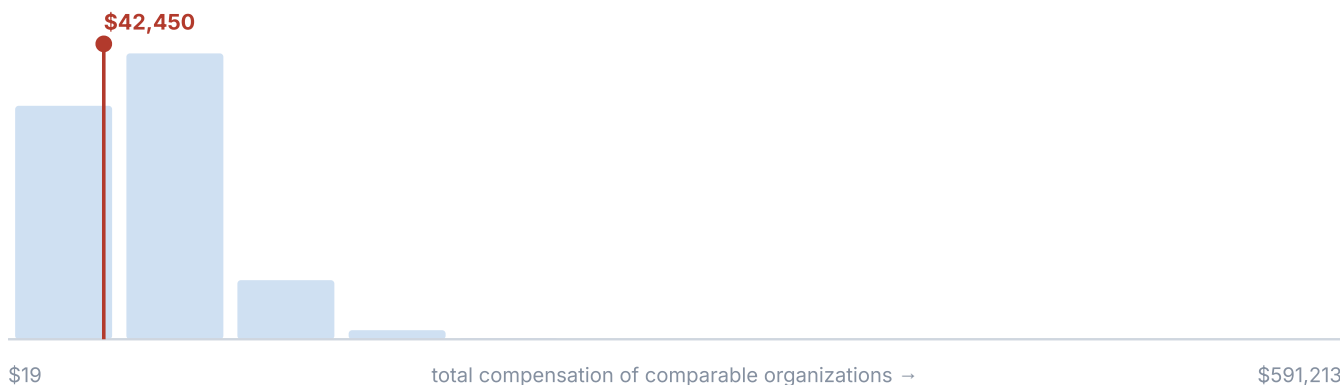 $42,450
$19 total compensation of comparable organizations → $591,213